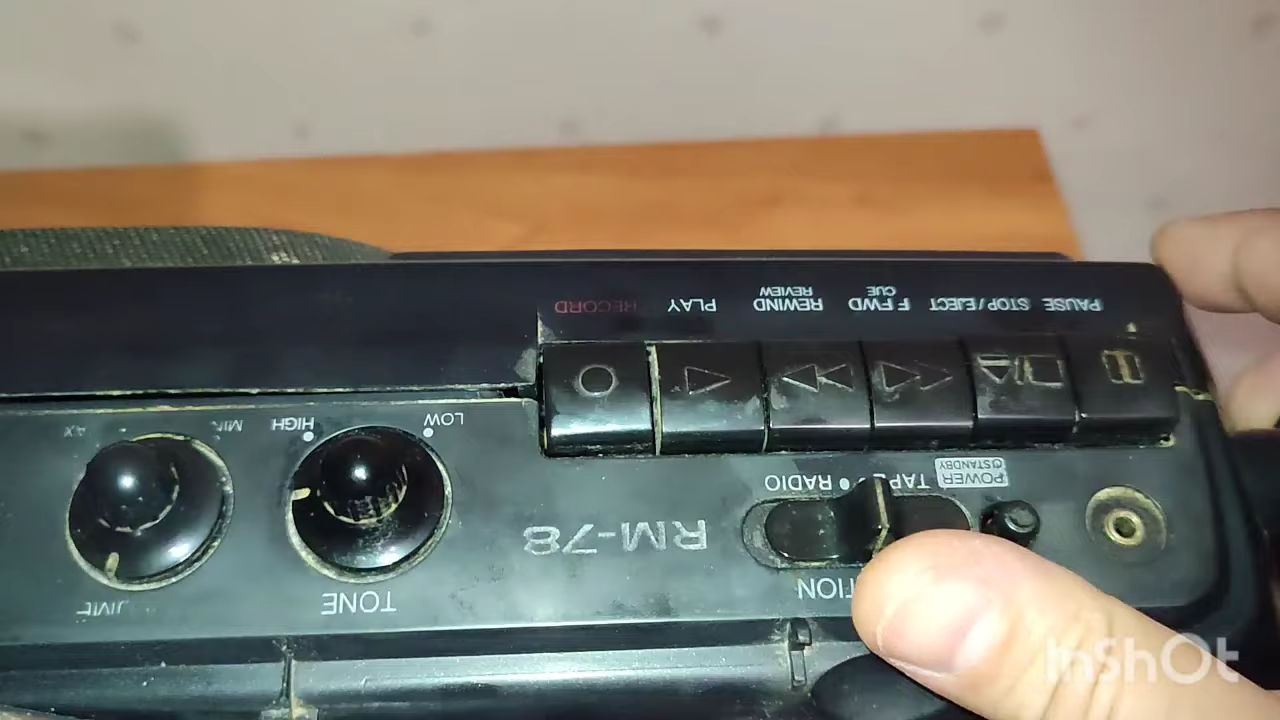 PAUSE STOP/EJECT F FWD REWIND PLAY RECORD
CUE REVIEW
LOW HIGH MIN
POWER
STANDBY
TAPE • RADIO
RM-78
TONE
InShOt